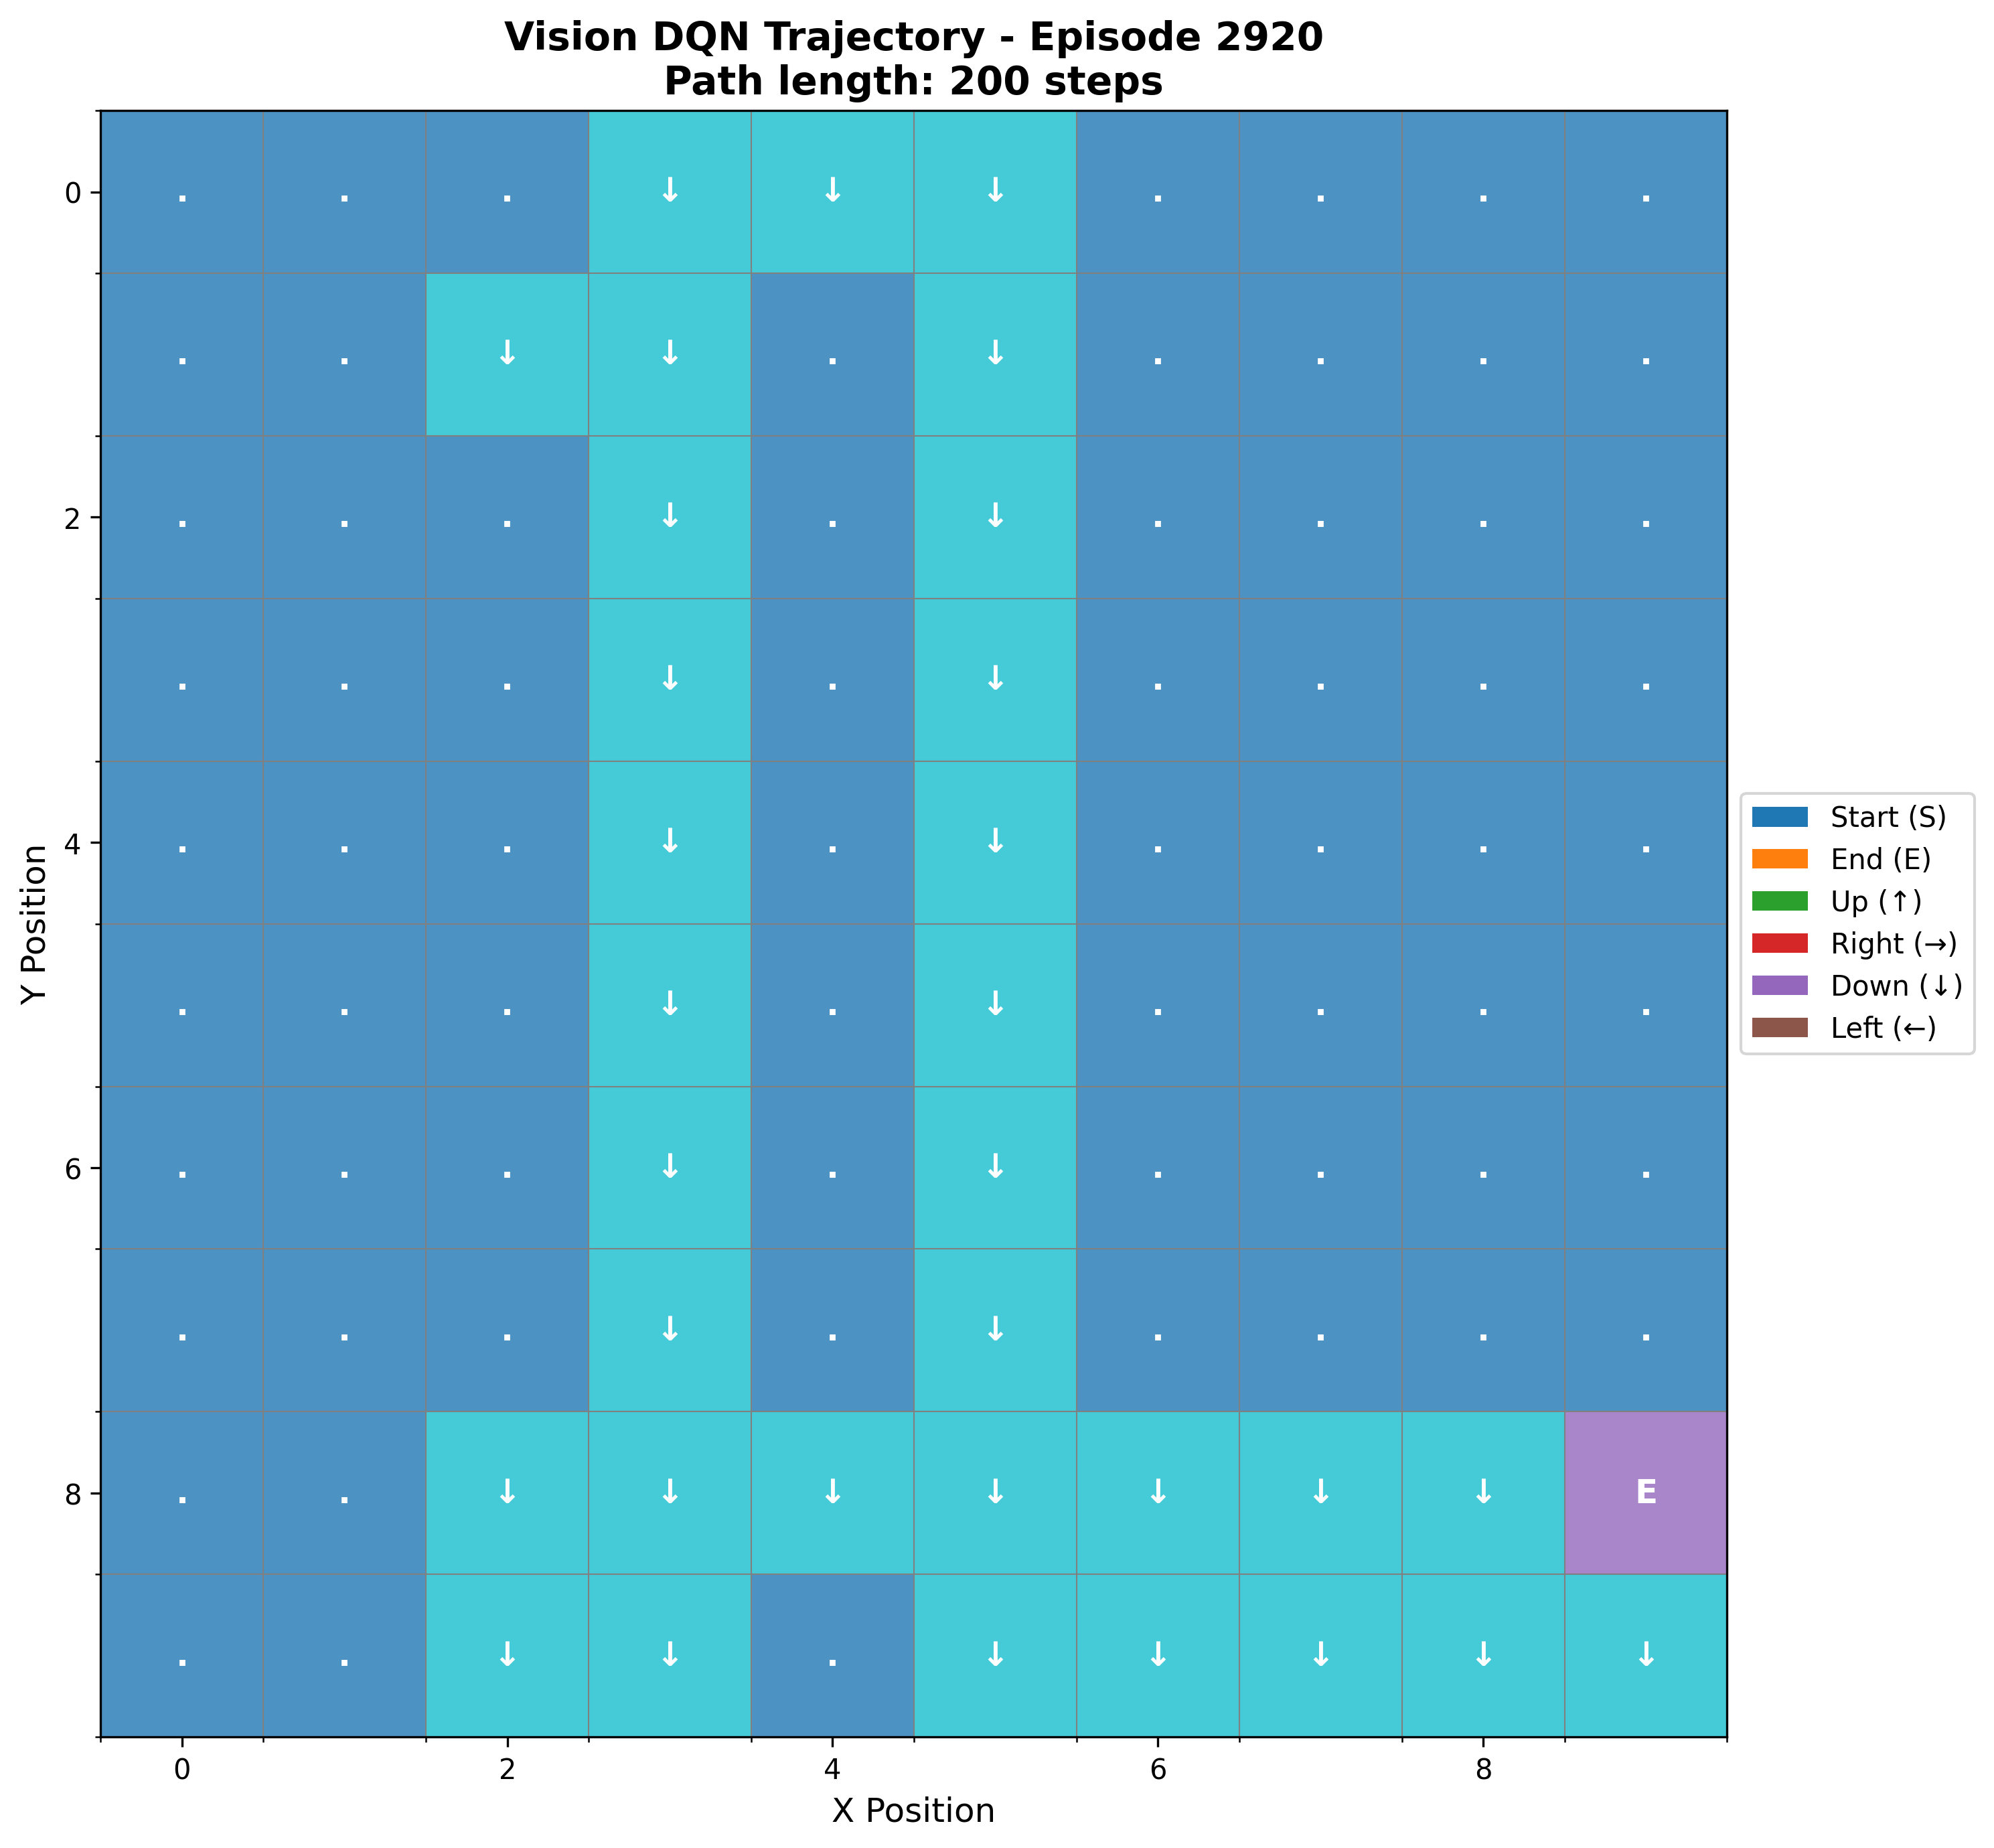 Vision DQN Trajectory - Episode 2920
Path length: 200 steps
0 . . . ↓ ↓ ↓ . . . .
. . ↓ ↓ . ↓ . . . .
2 . . . ↓ . ↓ . . . .
. . . ↓ . ↓ . . . .
4 . . . ↓ . ↓ . . . .
. . . ↓ . ↓ . . . .
6 . . . ↓ . ↓ . . . .
. . . ↓ . ↓ . . . .
8 . . ↓ ↓ ↓ ↓ ↓ ↓ ↓ E
. . ↓ ↓ . ↓ ↓ ↓ ↓ ↓
0 2 4 6 8
X Position
Y Position
Start (S)
End (E)
Up (↑)
Right (→)
Down (↓)
Left (←)